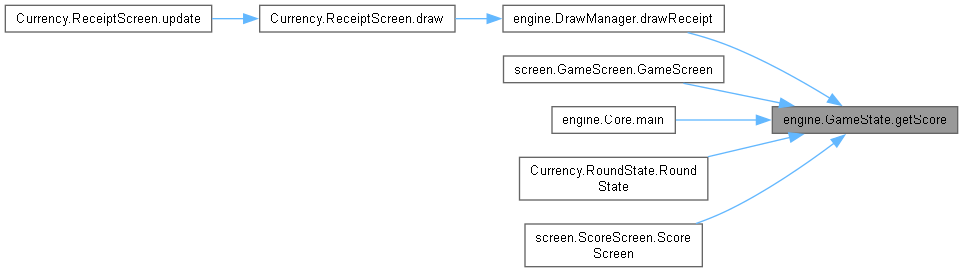 Currency.ReceiptScreen.update
Currency.ReceiptScreen.draw
engine.DrawManager.drawReceipt
screen.GameScreen.GameScreen
engine.Core.main
engine.GameState.getScore
Currency.RoundState.Round
State
screen.ScoreScreen.Score
Screen